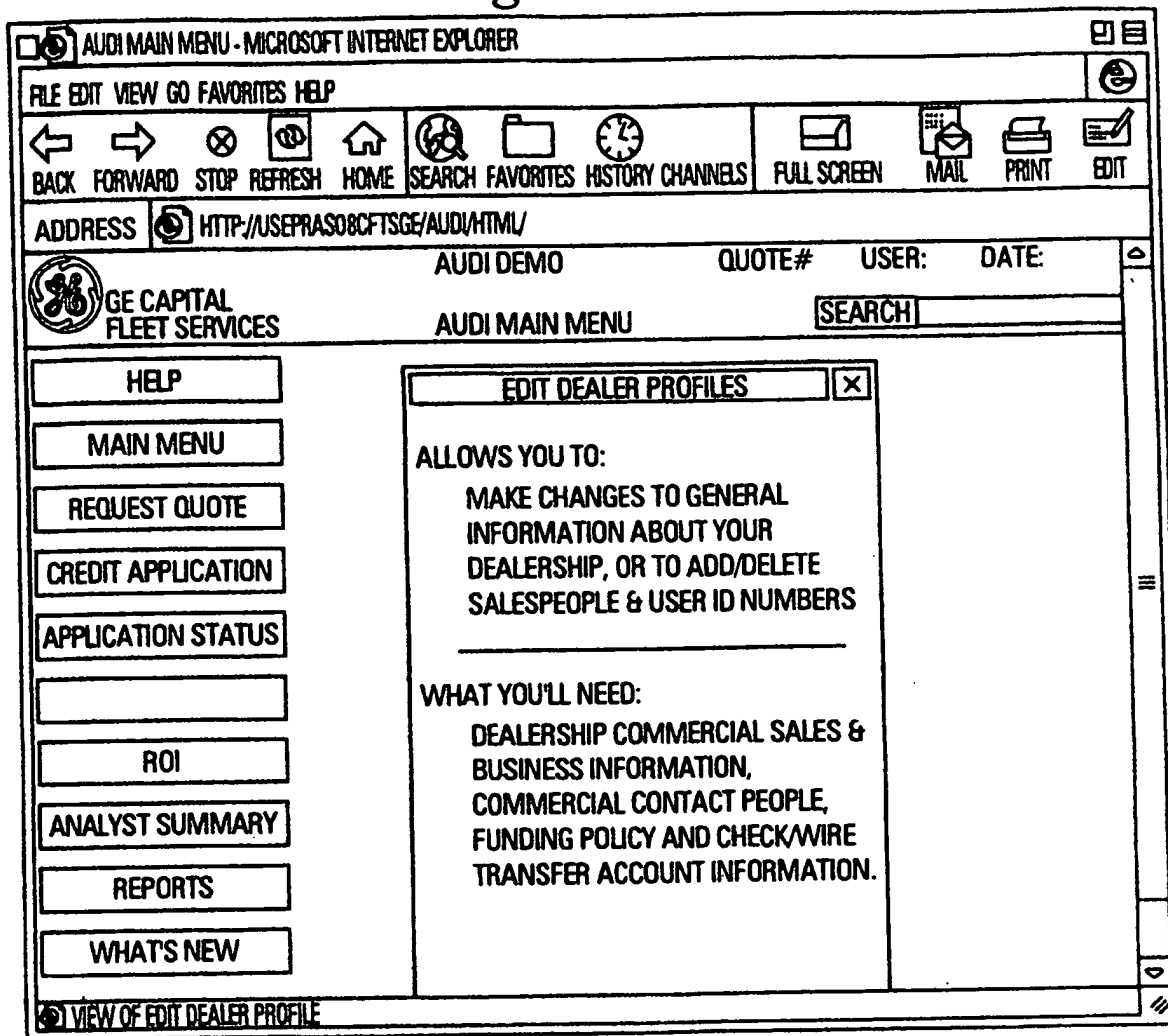 AUDI MAIN MENU - MICROSOFT INTERNET EXPLORER
FILE EDIT VIEW GO FAVORITES HELP
BACK FORWARD STOP REFRESH HOME SEARCH FAVORITES HISTORY CHANNELS FULL SCREEN MAIL PRINT EDIT
ADDRESS HTTP://USEPRAS08CFTSGE/AUDI/HTML/
AUDI DEMO QUOTE# USER: DATE:
GE CAPITAL
FLEET SERVICES
AUDI MAIN MENU SEARCH
HELP
MAIN MENU
REQUEST QUOTE
CREDIT APPLICATION
APPLICATION STATUS
ROI
ANALYST SUMMARY
REPORTS
WHAT'S NEW
EDIT DEALER PROFILES
ALLOWS YOU TO:
MAKE CHANGES TO GENERAL
INFORMATION ABOUT YOUR
DEALERSHIP, OR TO ADD/DELETE
SALESPEOPLE & USER ID NUMBERS
WHAT YOU'LL NEED:
DEALERSHIP COMMERCIAL SALES &
BUSINESS INFORMATION,
COMMERCIAL CONTACT PEOPLE,
FUNDING POLICY AND CHECK/WIRE
TRANSFER ACCOUNT INFORMATION.
VIEW OF EDIT DEALER PROFILE